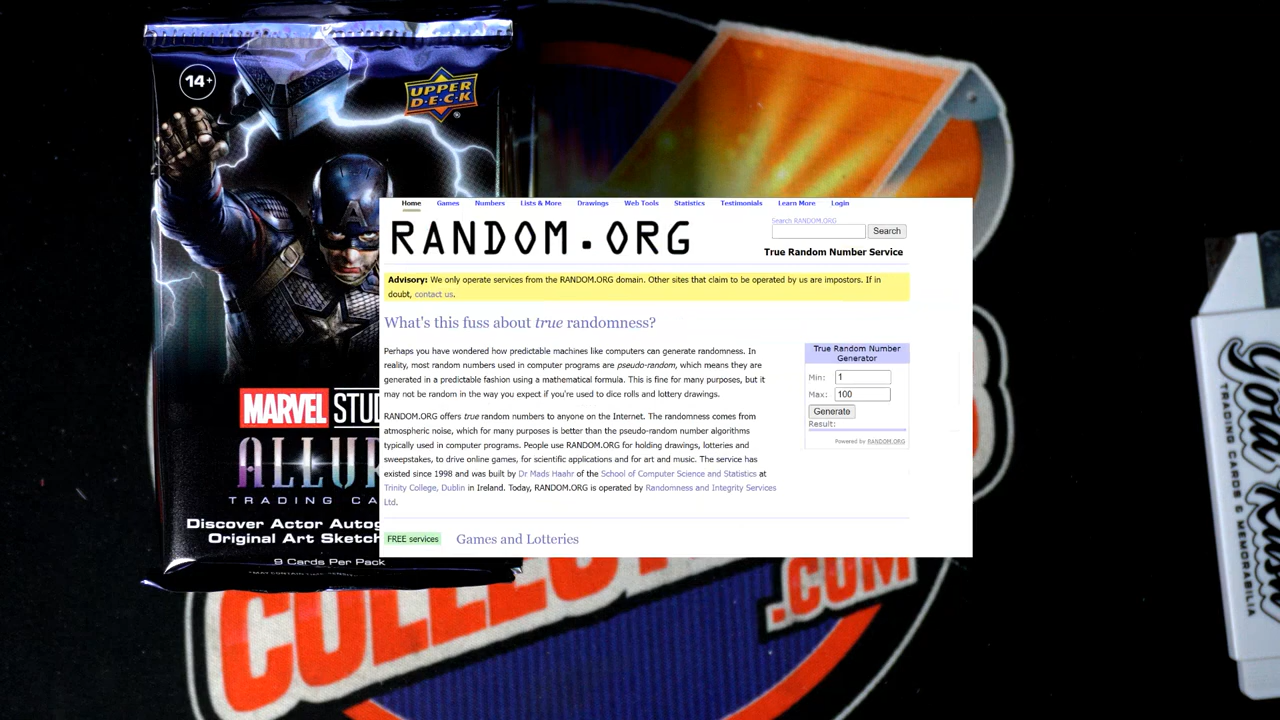 14+
UPPER
D·E·C·K
MARVEL STU
ALLUR
TRADING CA
Discover Actor Autog
Original Art Sketch
9 Cards Per Pack
Home Games Numbers Lists & More Drawings Web Tools Statistics Testimonials Learn More Login
RANDOM.ORG
Search RANDOM.ORG
Search
True Random Number Service
Advisory: We only operate services from the RANDOM.ORG domain. Other sites that claim to be operated by us are impostors. If in
doubt, contact us.
What's this fuss about true randomness?
Perhaps you have wondered how predictable machines like computers can generate randomness. In
reality, most random numbers used in computer programs are pseudo-random, which means they are
generated in a predictable fashion using a mathematical formula. This is fine for many purposes, but it
may not be random in the way you expect if you're used to dice rolls and lottery drawings.
RANDOM.ORG offers true random numbers to anyone on the Internet. The randomness comes from
atmospheric noise, which for many purposes is better than the pseudo-random number algorithms
typically used in computer programs. People use RANDOM.ORG for holding drawings, lotteries and
sweepstakes, to drive online games, for scientific applications and for art and music. The service has
existed since 1998 and was built by Dr Mads Haahr of the School of Computer Science and Statistics at
Trinity College, Dublin in Ireland. Today, RANDOM.ORG is operated by Randomness and Integrity Services
Ltd.
True Random Number
Generator
Min: 1
Max: 100
Generate
Result:
Powered by RANDOM.ORG
FREE services
Games and Lotteries
COLLECT
.COM
TRADING CARDS & MEMORABILIA